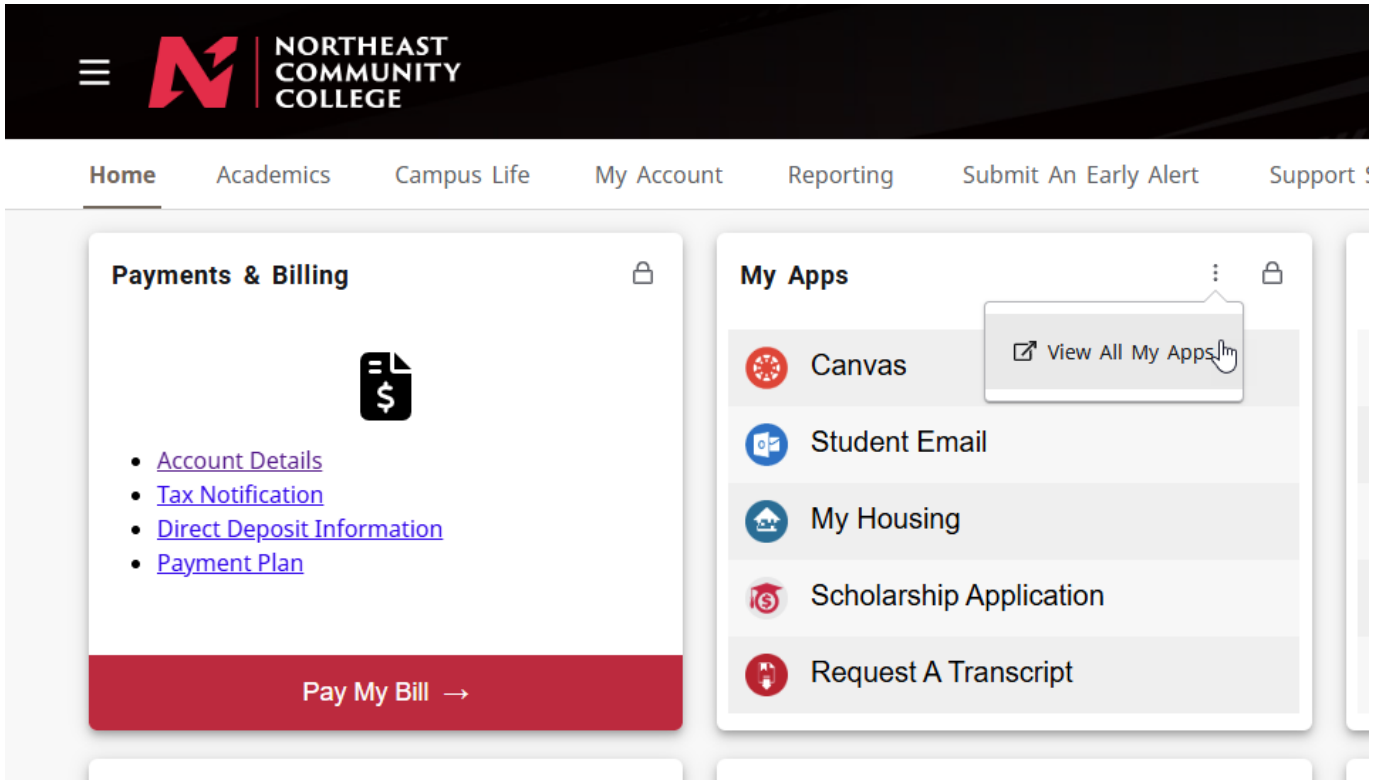 NORTHEAST
COMMUNITY
COLLEGE
Home Academics Campus Life My Account Reporting Submit An Early Alert Support
Payments & Billing
$
Account Details
Tax Notification
Direct Deposit Information
Payment Plan
Pay My Bill →
My Apps
View All My Apps
Canvas
Student Email
My Housing
Scholarship Application
Request A Transcript